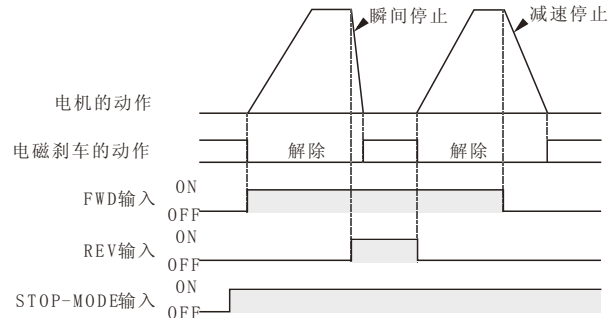 瞬间停止
减速停止
电机的动作
电磁刹车的动作
解除
解除
FWD输入
ON
OFF
REV输入
ON
OFF
STOP-MODE输入
ON
OFF